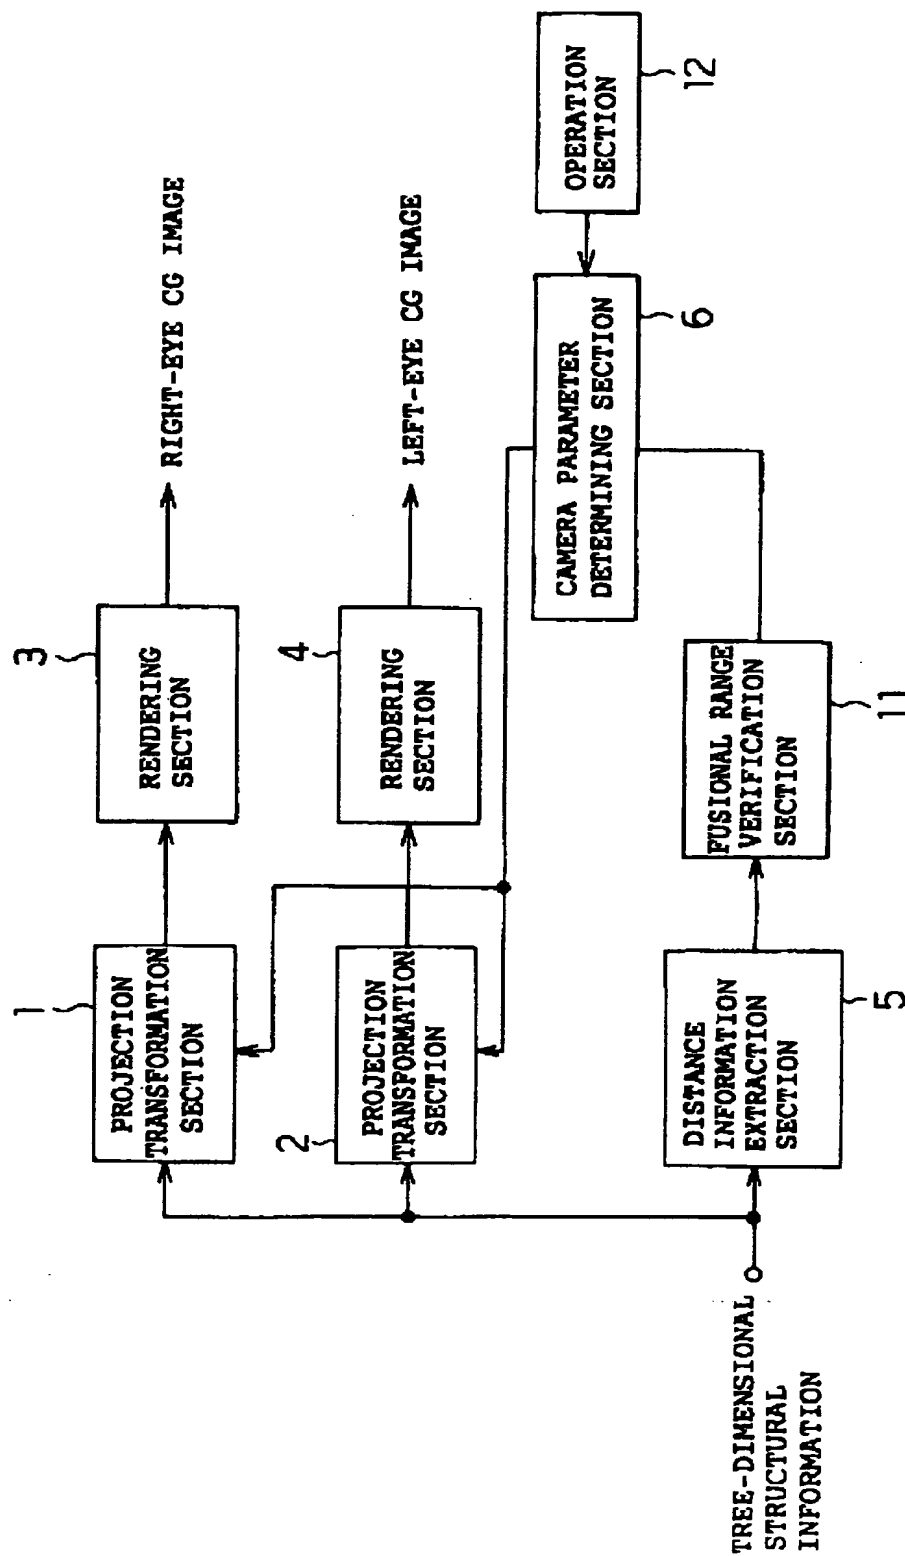 1
PROJECTION
TRANSFORMATION
SECTION
3
RENDERING
SECTION
RIGHT-EYE CG IMAGE
2
PROJECTION
TRANSFORMATION
SECTION
4
RENDERING
SECTION
LEFT-EYE CG IMAGE
CAMERA PARAMETER
DETERMINING SECTION
6
OPERATION
SECTION
12
TREE-DIMENSIONAL
STRUCTURAL
INFORMATION
DISTANCE
INFORMATION
EXTRACTION
SECTION
5
FUSIONAL RANGE
VERIFICATION
SECTION
11